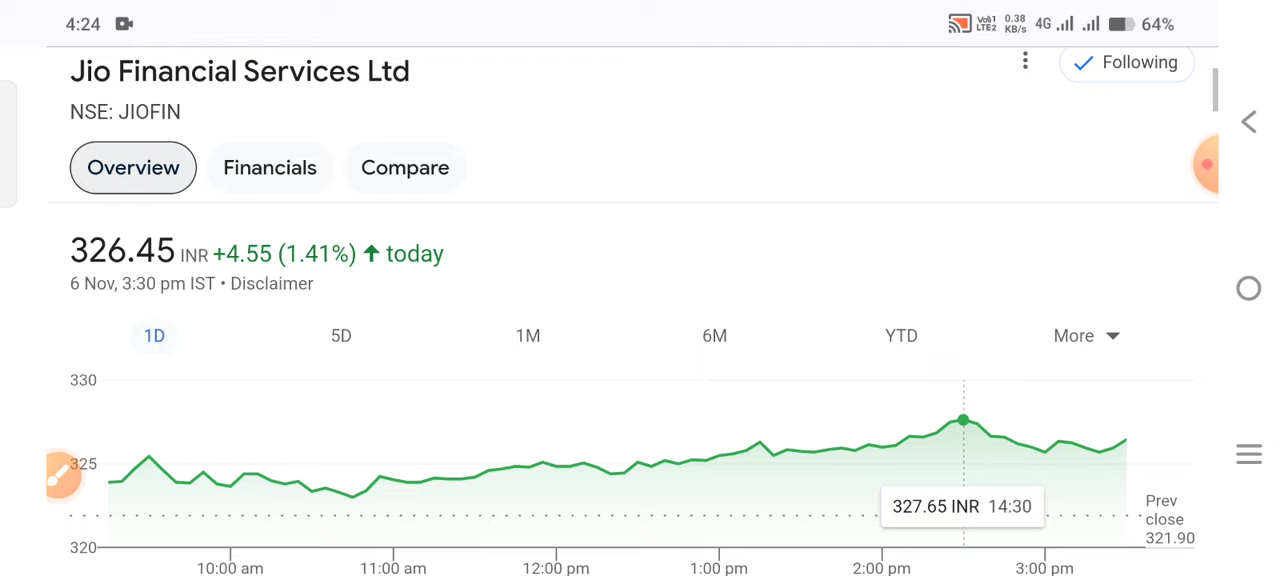 4:24 Vo1 LTE2 0.38 KB/s 4G 64%
Jio Financial Services Ltd
Following
NSE: JIOFIN
Overview Financials Compare
326.45 INR +4.55 (1.41%) today
6 Nov, 3:30 pm IST • Disclaimer
1D 5D 1M 6M YTD More
330
325
327.65 INR 14:30
Prev
close
321.90
320
10:00 am 11:00 am 12:00 pm 1:00 pm 2:00 pm 3:00 pm